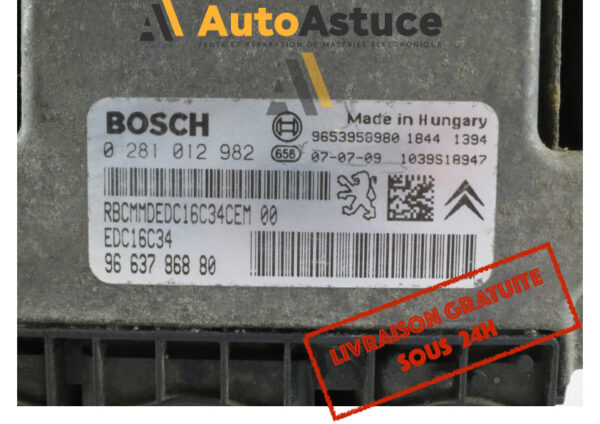 AutoAstuce
VENTE ET RÉPARATION DE MATÉRIEL ÉLECTRONIQUE
BOSCH
Made in Hungary
9653958980 1844 1394
0 281 012 982 658 07-07-09 1039S18947
RBCMMDEDC16C34CEM 00
EDC16C34
96 637 868 80
LIVRAISON GRATUITE
SOUS 24H